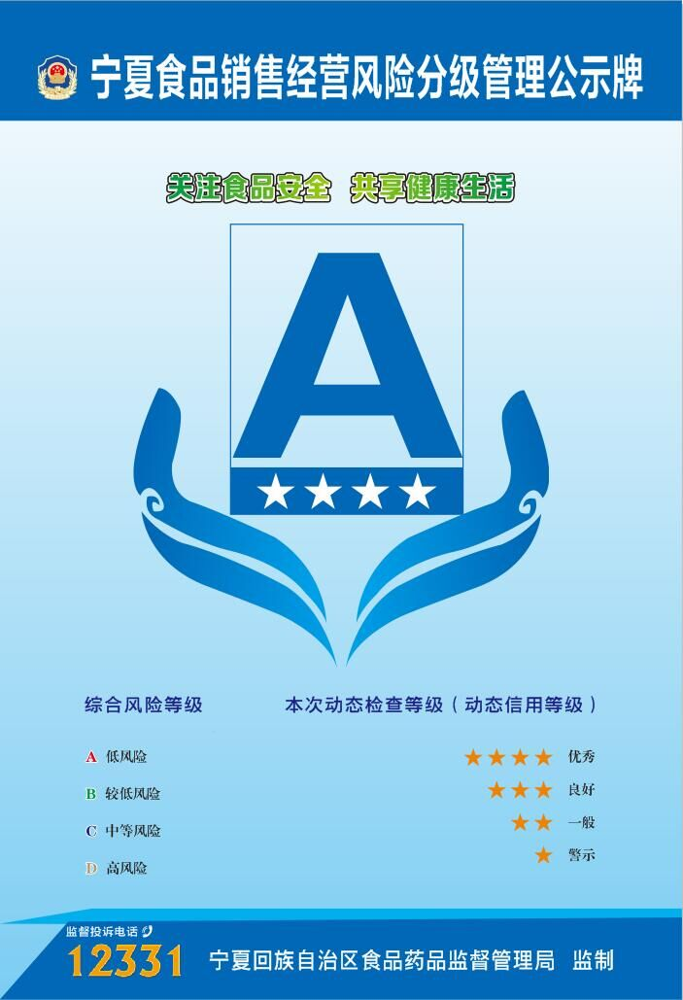 宁夏食品销售经营风险分级管理公示牌
关注食品安全 共享健康生活
A
★★★★
综合风险等级 本次动态检查等级（动态信用等级）
A 低风险 ★★★★ 优秀
B 较低风险 ★★★ 良好
C 中等风险 ★★ 一般
D 高风险 ★ 警示
监督投诉电话
12331 宁夏回族自治区食品药品监督管理局 监制